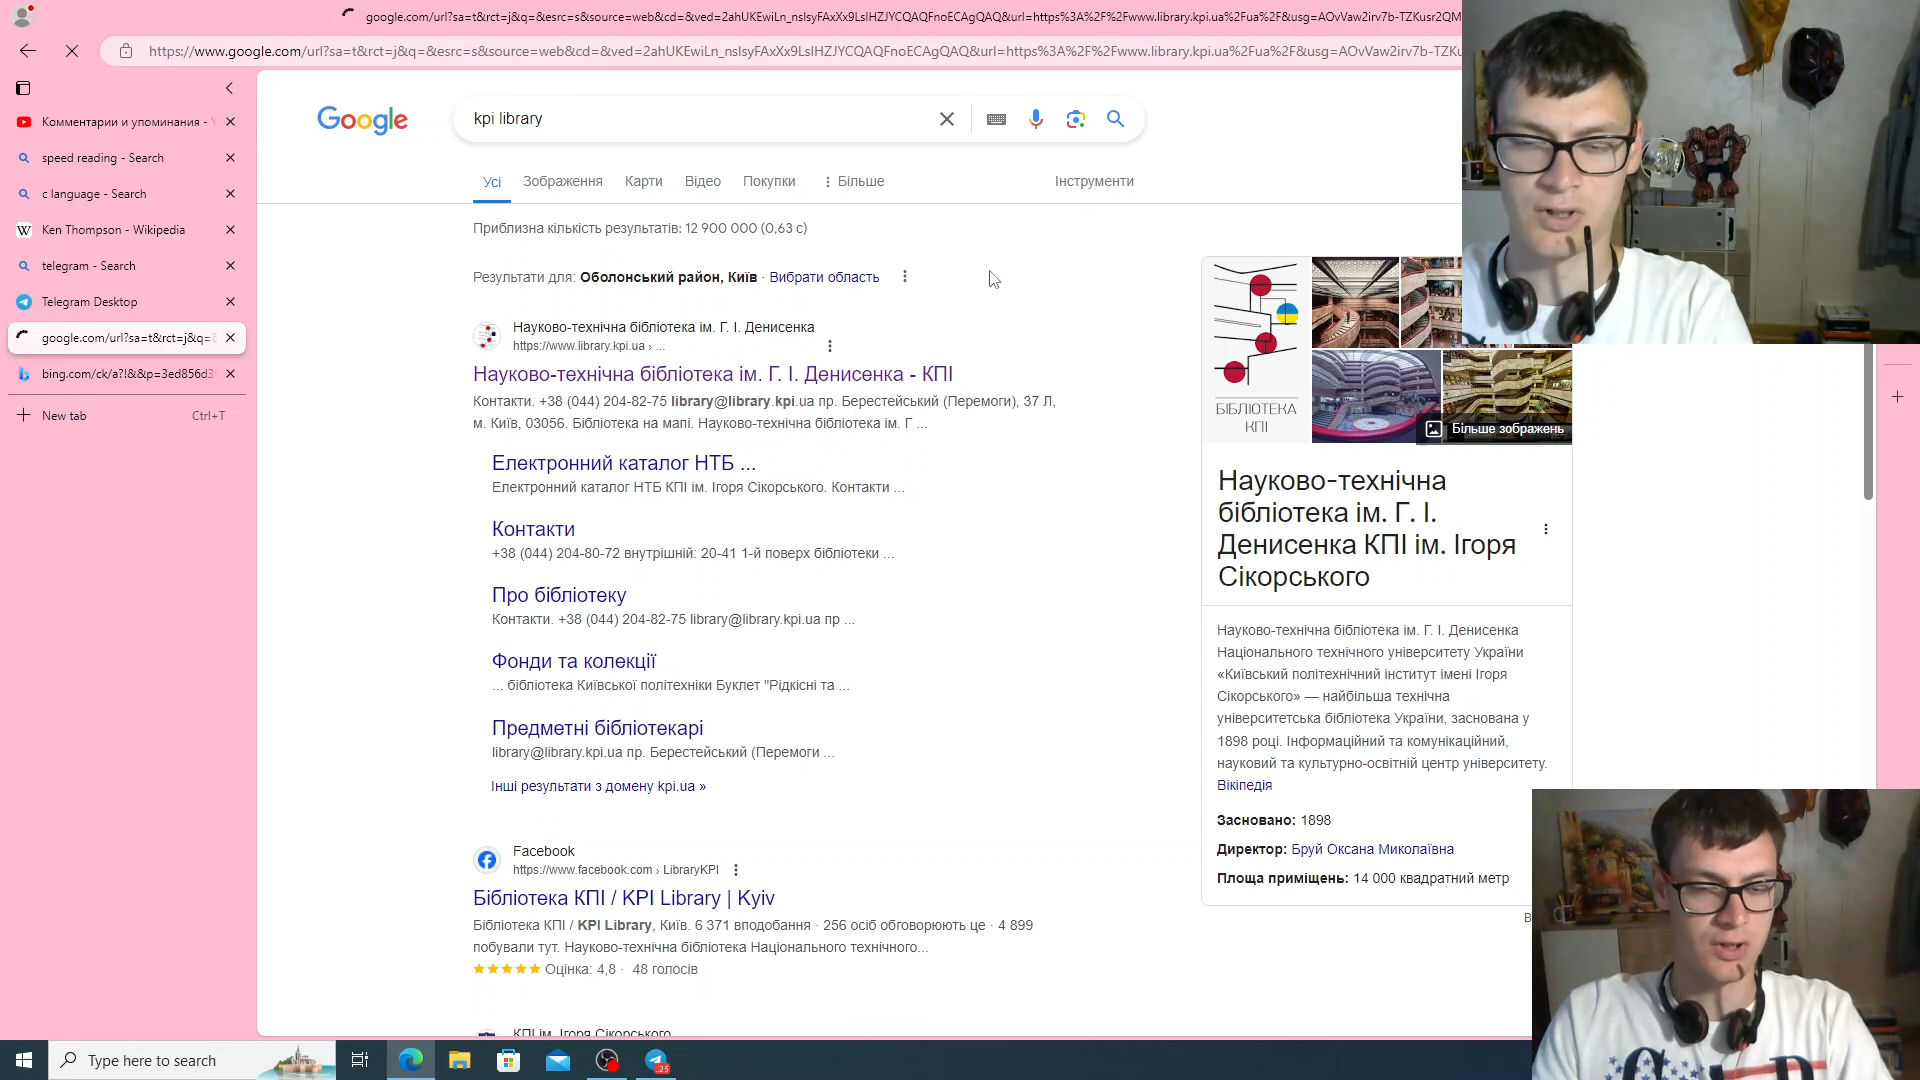 google.com/url?sa=t&rct=j&q=&esrc=s&source=web&cd=&ved=2ahUKEwiLn_nslsyFAxXx9LsIHZJYCQAQFnoECAgQAQ&url=https%3A%2F%2Fwww.library.kpi.ua%2Fua%2F&usg=AOvVaw2irv7b-TZKusr2QM
https://www.google.com/url?sa=t&rct=j&q=&esrc=s&source=web&cd=&ved=2ahUKEwiLn_nslsyFAxXx9LsIHZJYCQAQFnoECAgQAQ&url=https%3A%2F%2Fwww.library.kpi.ua%2Fua%2F&usg=AOvVaw2irv7b-TZKu
Комментарии и упоминания -
speed reading - Search
c language - Search
Ken Thompson - Wikipedia
telegram - Search
Telegram Desktop
google.com/url?sa=t&rct=j&q=&
bing.com/ck/a?!&&p=3ed856d3
New tab Ctrl+T
Google
kpi library
Усі Зображення Карти Відео Покупки Більше Інструменти
Приблизна кількість результатів: 12 900 000 (0,63 с)
Результати для: Оболонський район, Київ · Вибрати область
Науково-технічна бібліотека ім. Г. І. Денисенка
https://www.library.kpi.ua › ...
Науково-технічна бібліотека ім. Г. І. Денисенка - КПІ
Контакти. +38 (044) 204-82-75 library@library.kpi.ua пр. Берестейський (Перемоги), 37 Л,
м. Київ, 03056. Бібліотека на мапі. Науково-технічна бібліотека ім. Г ...
Електронний каталог НТБ ...
Електронний каталог НТБ КПІ ім. Ігоря Сікорського. Контакти ...
Контакти
+38 (044) 204-80-72 внутрішній: 20-41 1-й поверх бібліотеки ...
Про бібліотеку
Контакти. +38 (044) 204-82-75 library@library.kpi.ua пр ...
Фонди та колекції
... бібліотека Київської політехніки Буклет "Рідкісні та ...
Предметні бібліотекарі
library@library.kpi.ua пр. Берестейський (Перемоги ...
Інші результати з домену kpi.ua »
Facebook
https://www.facebook.com › LibraryKPI
Бібліотека КПІ / KPI Library | Kyiv
Бібліотека КПІ / KPI Library, Київ. 6 371 вподобання · 256 осіб обговорюють це · 4 899
побували тут. Науково-технічна бібліотека Національного технічного...
Оцінка: 4,8 · 48 голосів
КПІ ім. Ігоря Сікорського
БІБЛІОТЕКА
КПІ
Більше зображень
Науково-технічна
бібліотека ім. Г. І.
Денисенка КПІ ім. Ігоря
Сікорського
Науково-технічна бібліотека ім. Г. І. Денисенка
Національного технічного університету України
«Київський політехнічний інститут імені Ігоря
Сікорського» — найбільша технічна
університетська бібліотека України, заснована у
1898 році. Інформаційний та комунікаційний,
науковий та культурно-освітній центр університету.
Вікіпедія
Засновано: 1898
Директор: Бруй Оксана Миколаївна
Площа приміщень: 14 000 квадратний метр
Type here to search
25